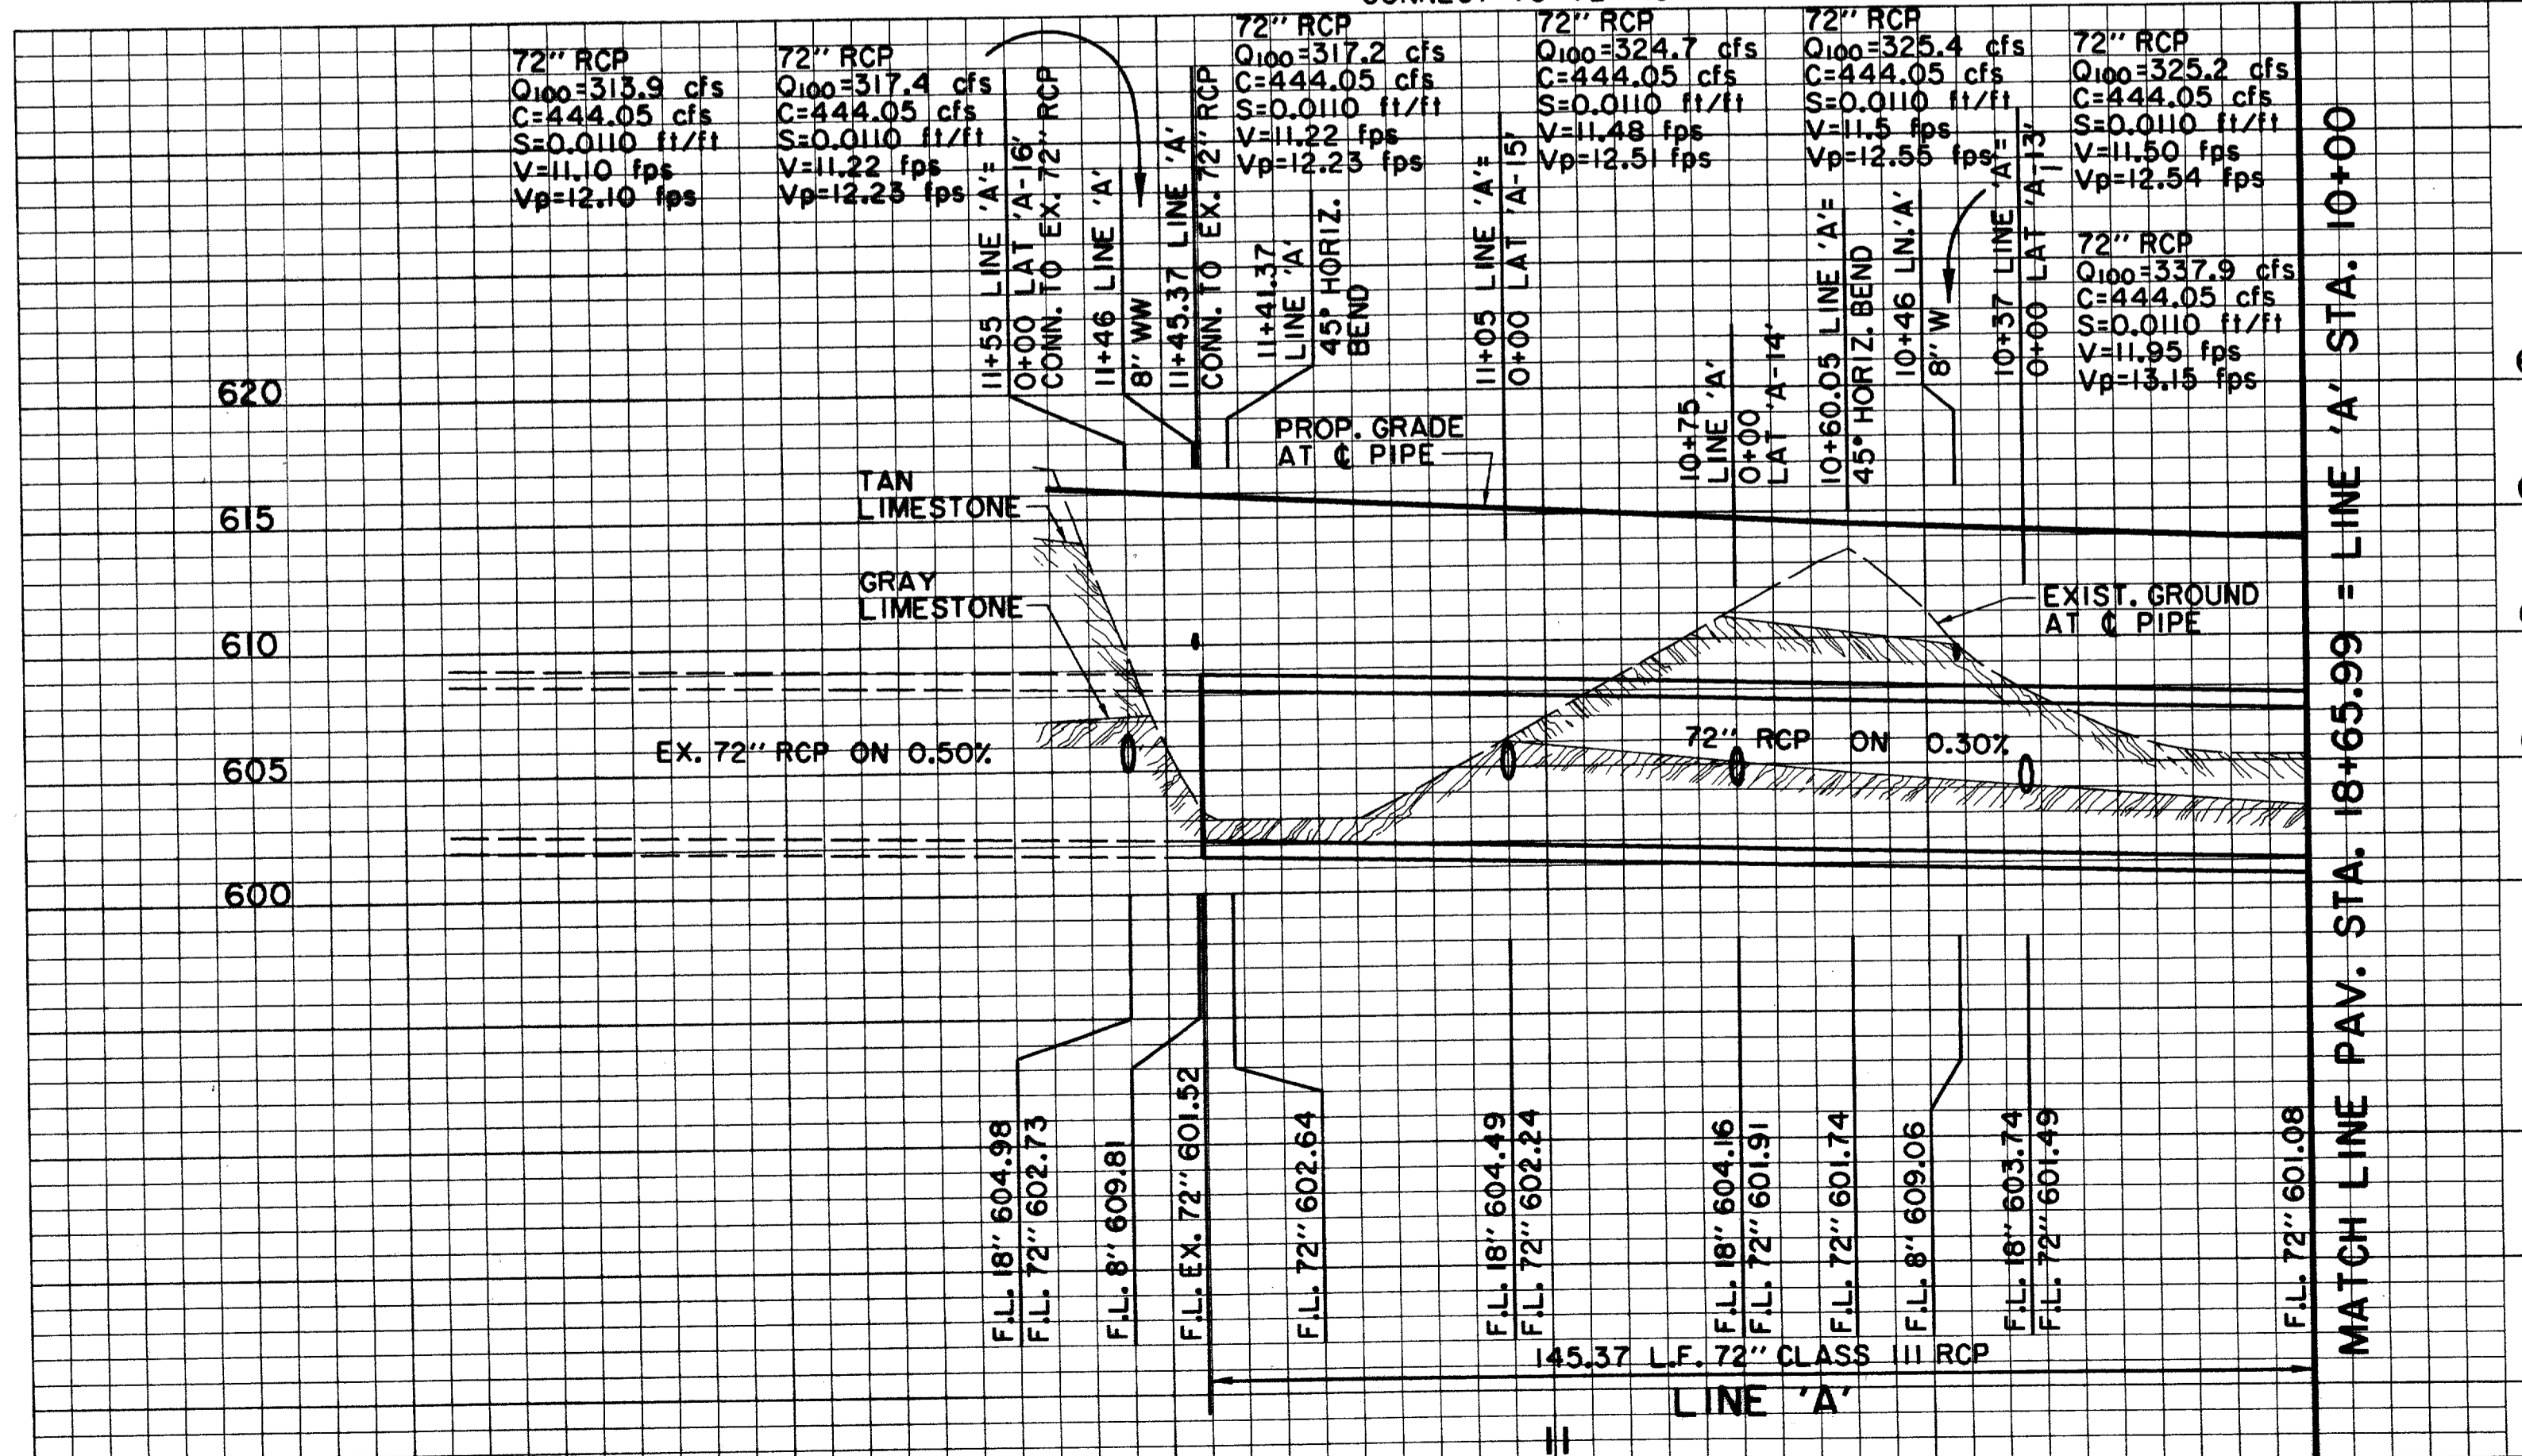 72" RCP
Q100=313.9 cfs
C=444.05 cfs
S=0.0110 ft/ft
V=11.10 fps
Vp=12.10 fps
72" RCP
Q100=317.4 cfs
C=444.05 cfs
S=0.0110 ft/ft
V=11.22 fps
Vp=12.23 fps
11+55 LINE 'A'=
0+00 LAT 'A-16'
CONN. TO EX. 72" RCP
11+46 LINE 'A'
8" WW
11+45.37 LINE 'A'
CONN. TO EX. 72" RCP
72" RCP
Q100=317.2 cfs
C=444.05 cfs
S=0.0110 ft/ft
V=11.22 fps
Vp=12.23 fps
11+41.37
LINE 'A'
45° HORIZ.
BEND
11+05 LINE 'A'=
0+00 LAT 'A-15'
72" RCP
Q100=324.7 cfs
C=444.05 cfs
S=0.0110 ft/ft
V=11.48 fps
Vp=12.51 fps
10+75
LINE 'A'
0+00
LAT 'A-14'
72" RCP
Q100=325.4 cfs
C=444.05 cfs
S=0.0110 ft/ft
V=11.5 fps
Vp=12.55 fps
10+60.05 LINE 'A'=
45° HORIZ. BEND
10+46 LN.'A'
8" W
10+37 LINE 'A'=
0+00 LAT 'A-13'
72" RCP
Q100=325.2 cfs
C=444.05 cfs
S=0.0110 ft/ft
V=11.50 fps
Vp=12.54 fps
72" RCP
Q100=337.9 cfs
C=444.05 cfs
S=0.0110 ft/ft
V=11.95 fps
Vp=13.15 fps
620
615
610
605
600
PROP. GRADE
AT ℄ PIPE
TAN
LIMESTONE
GRAY
LIMESTONE
EXIST. GROUND
AT ℄ PIPE
EX. 72" RCP ON 0.50%
72" RCP ON 0.30%
F.L. 18" 604.98
F.L. 72" 602.73
F.L. 8" 609.81
F.L. EX. 72" 601.52
F.L. 72" 602.64
F.L. 18" 604.49
F.L. 72" 602.24
F.L. 18" 604.16
F.L. 72" 601.91
F.L. 72" 601.74
F.L. 8" 609.06
F.L. 18" 603.74
F.L. 72" 601.49
F.L. 72" 601.08
145.37 L.F. 72" CLASS III RCP
LINE 'A'
11
MATCH LINE PAV. STA. 18+65.99 = LINE 'A' STA. 10+00